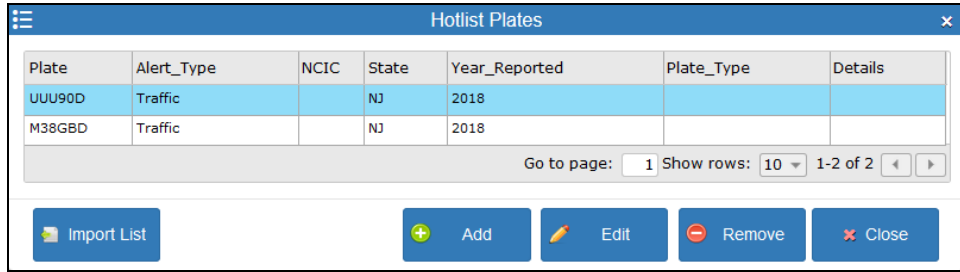 Hotlist Plates
Plate Alert_Type NCIC State Year_Reported Plate_Type Details
UUU90D Traffic NJ 2018
M38GBD Traffic NJ 2018
Go to page: 1 Show rows: 10 1-2 of 2
Import List Add Edit Remove Close